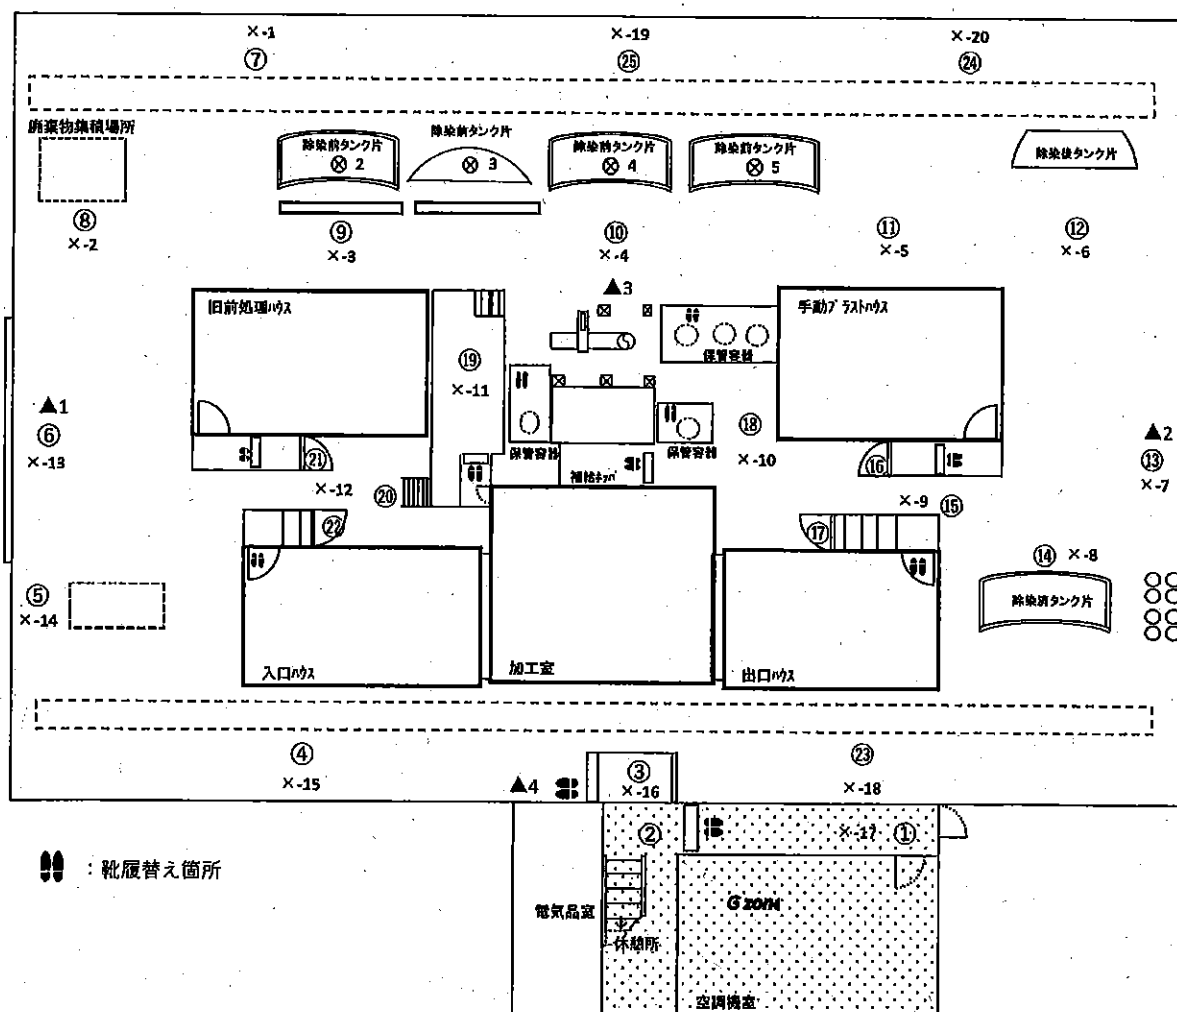 ×-1
×-19
×-20
⑦
㉕
㉔
廃棄物集積場所
除染前タンク片
⊗ 2
除染前タンク片
⊗ 3
除染前タンク片
⊗ 4
除染前タンク片
⊗ 5
除染後タンク片
⑧
×-2
⑨
×-3
⑩
×-4
⑪
×-5
⑫
×-6
▲3
旧前処理ハウス
手動ブラストハウス
保管容器
⑲
×-11
▲1
⑥
×-13
▲2
⑬
×-7
⑱
×-10
保管容器
保管容器
補給ホッパ
㉑
×-12
⑳
㉒
⑯
×-9
⑮
⑰
⑭
×-8
除染済タンク片
⑤
×-14
入口ハウス
加工室
出口ハウス
④
×-15
▲4
③
×-16
㉓
×-18
②
×-17
①
:靴履替え箇所
電気品室
休憩所
G zone
空調機室